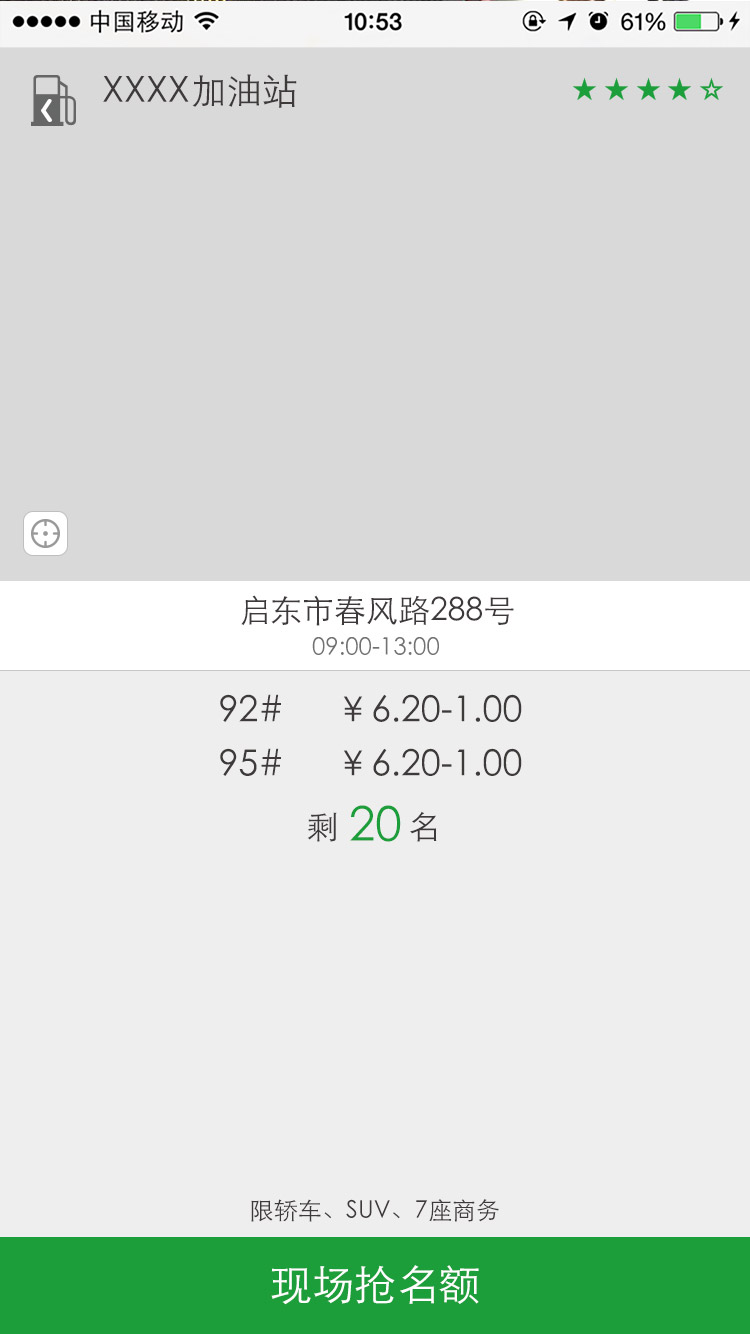 中国移动 10:53 61%
XXXX加油站
启东市春风路288号
09:00-13:00
92# ¥ 6.20-1.00
95# ¥ 6.20-1.00
剩 20 名
限轿车、SUV、7座商务
现场抢名额